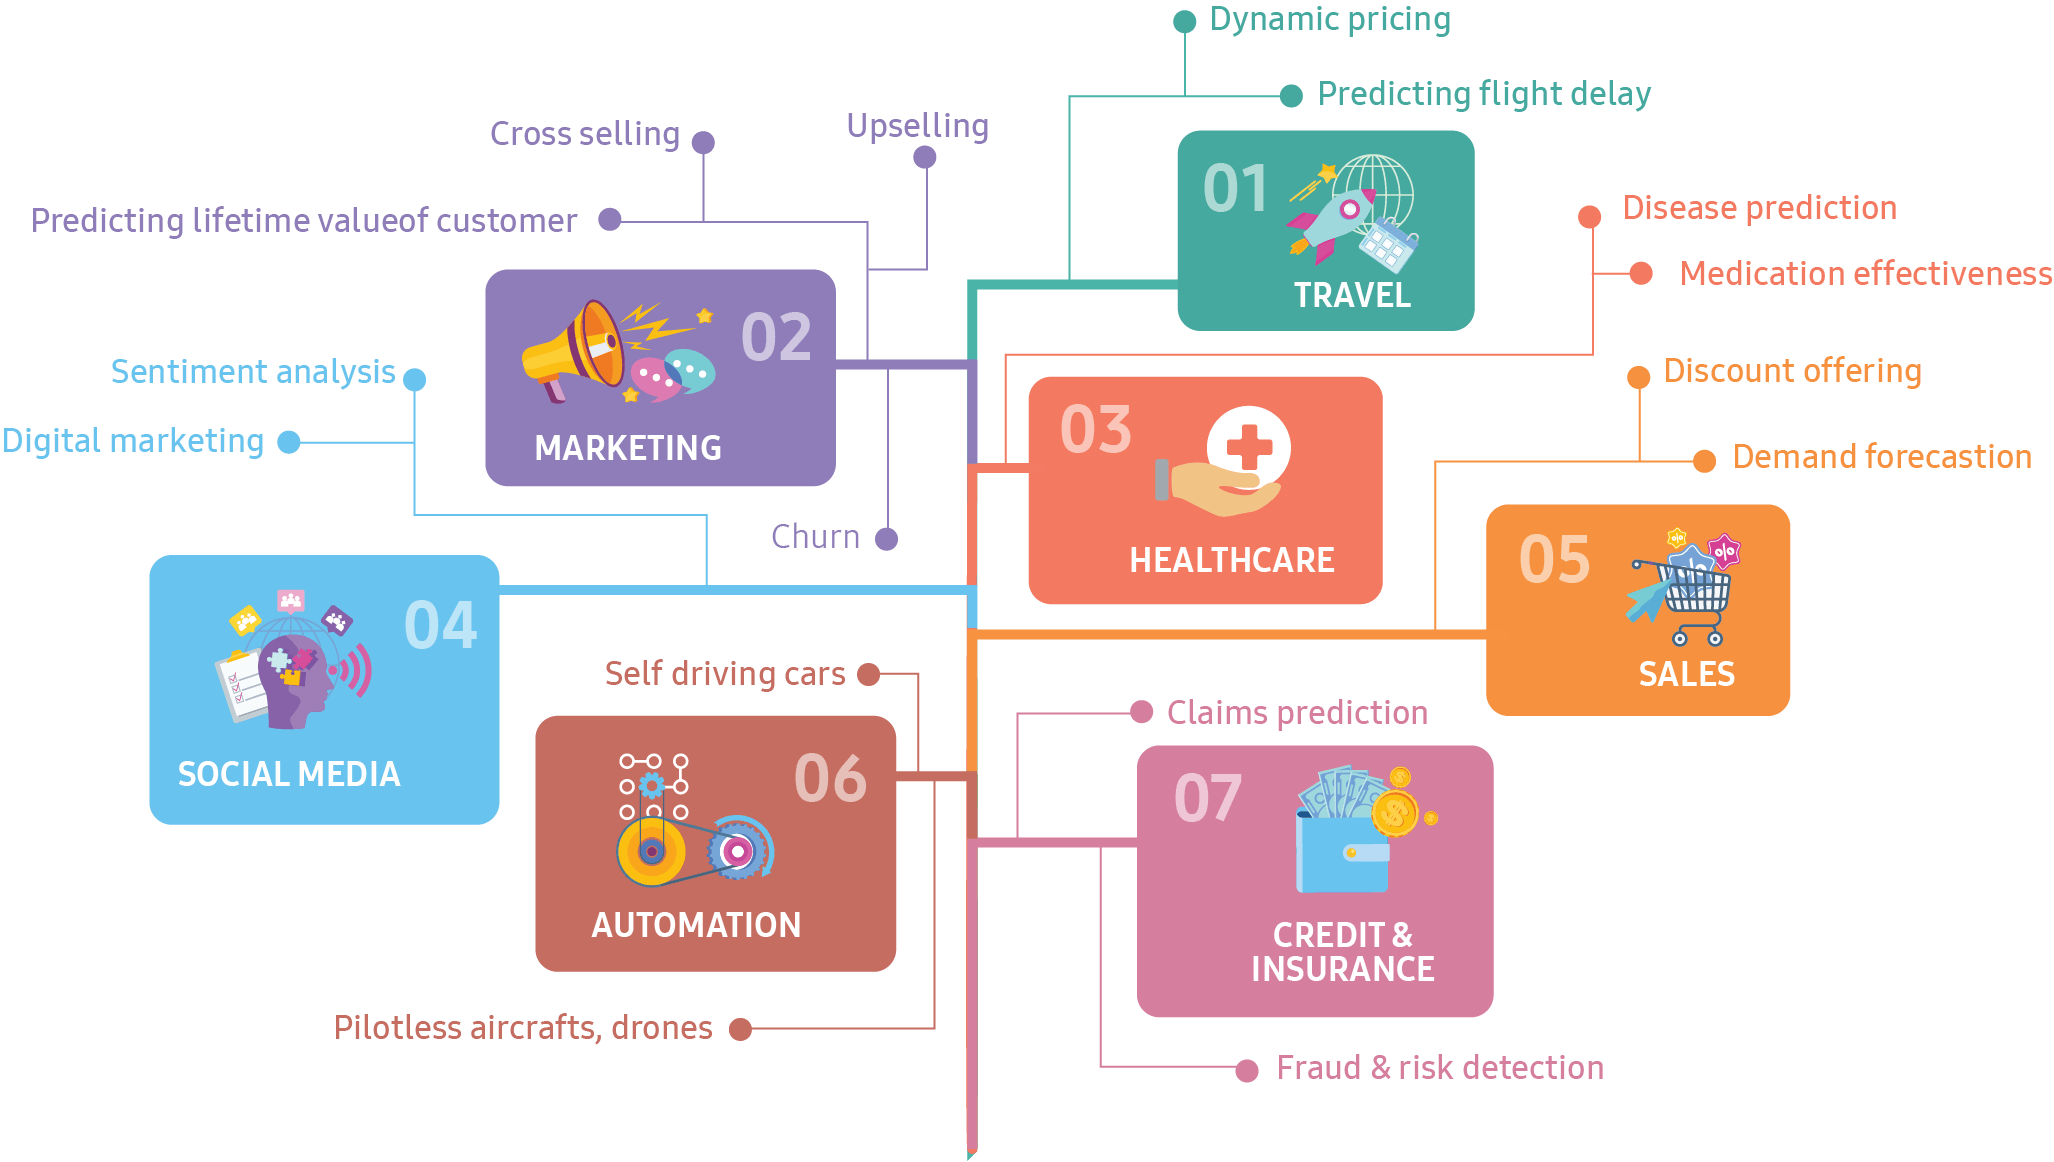 Dynamic pricing
Predicting flight delay
01
TRAVEL
Cross selling
Upselling
Predicting lifetime valueof customer
02
MARKETING
Churn
Disease prediction
Medication effectiveness
03
HEALTHCARE
Sentiment analysis
Digital marketing
04
SOCIAL MEDIA
Discount offering
Demand forecastion
05
%
%
%
SALES
Self driving cars
06
AUTOMATION
Pilotless aircrafts, drones
Claims prediction
07
$
$
$
CREDIT &
INSURANCE
Fraud & risk detection